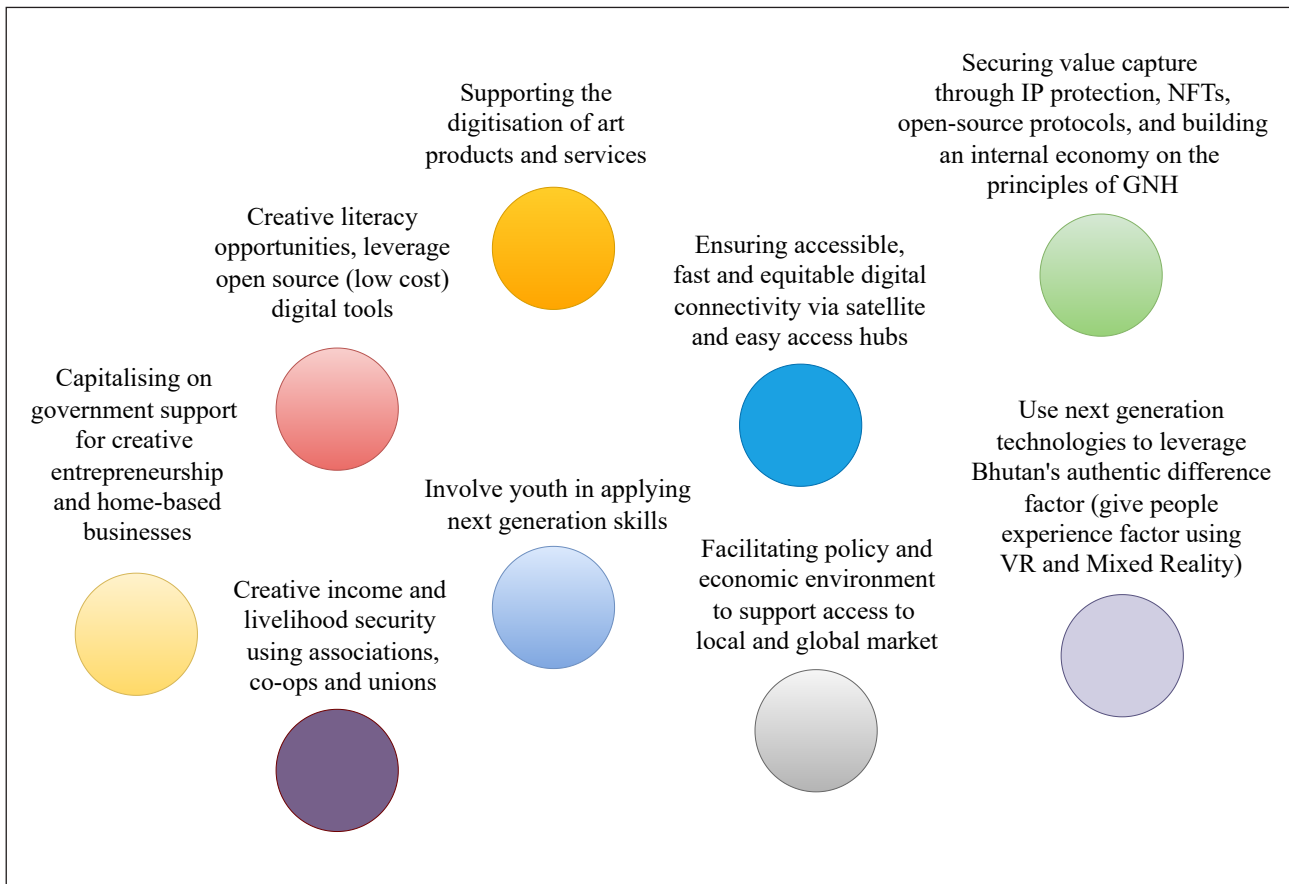 Securing value capture
through IP protection, NFTs,
open-source protocols, and building
an internal economy on the
principles of GNH
Supporting the
digitisation of art
products and services
Creative literacy
opportunities, leverage
open source (low cost)
digital tools
Ensuring accessible,
fast and equitable digital
connectivity via satellite
and easy access hubs
Capitalising on
government support
for creative
entrepreneurship
and home-based
businesses
Use next generation
technologies to leverage
Bhutan's authentic difference
factor (give people
experience factor using
VR and Mixed Reality)
Involve youth in applying
next generation skills
Facilitating policy and
economic environment
to support access to
local and global market
Creative income and
livelihood security
using associations,
co-ops and unions